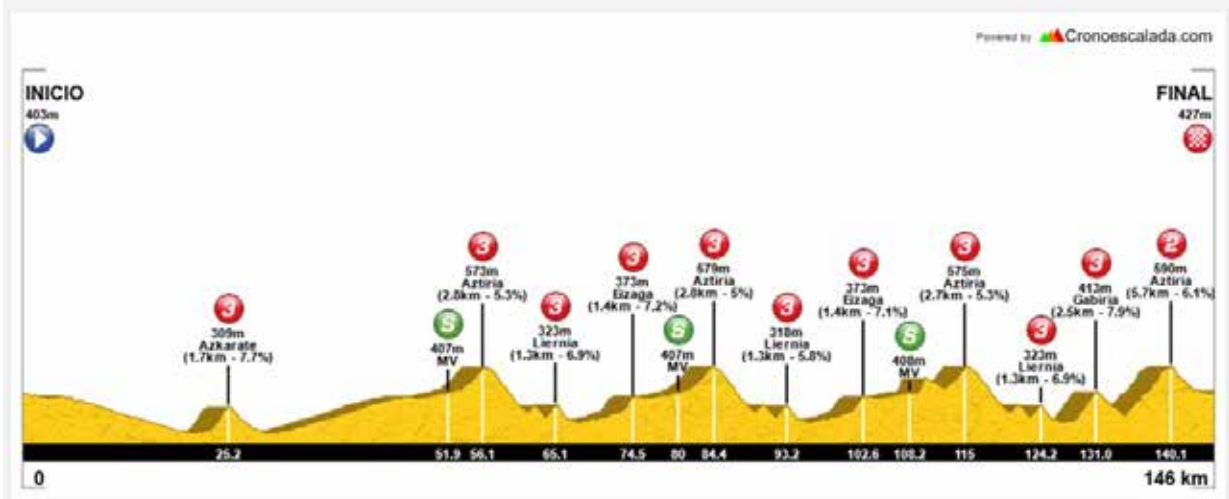 Powered by Cronoescalada.com
INICIO
403m
FINAL
427m
3
309m
Azkarate
(1.7km - 7.7%)
S
407m
MV
3
573m
Aztiria
(2.8km - 5.3%)
3
323m
Liernia
(1.3km - 6.9%)
3
373m
Eizaga
(1.4km - 7.2%)
S
407m
MV
3
579m
Aztiria
(2.8km - 5%)
3
318m
Liernia
(1.3km - 5.8%)
3
373m
Eizaga
(1.4km - 7.1%)
S
408m
MV
3
575m
Aztiria
(2.7km - 5.3%)
3
323m
Liernia
(1.3km - 6.9%)
3
413m
Gabiria
(2.5km - 7.9%)
2
590m
Aztiria
(5.7km - 6.1%)
25.2 51.9 56.1 65.1 74.5 80 84.4 93.2 102.6 108.2 115 124.2 131.0 140.1
0 146 km